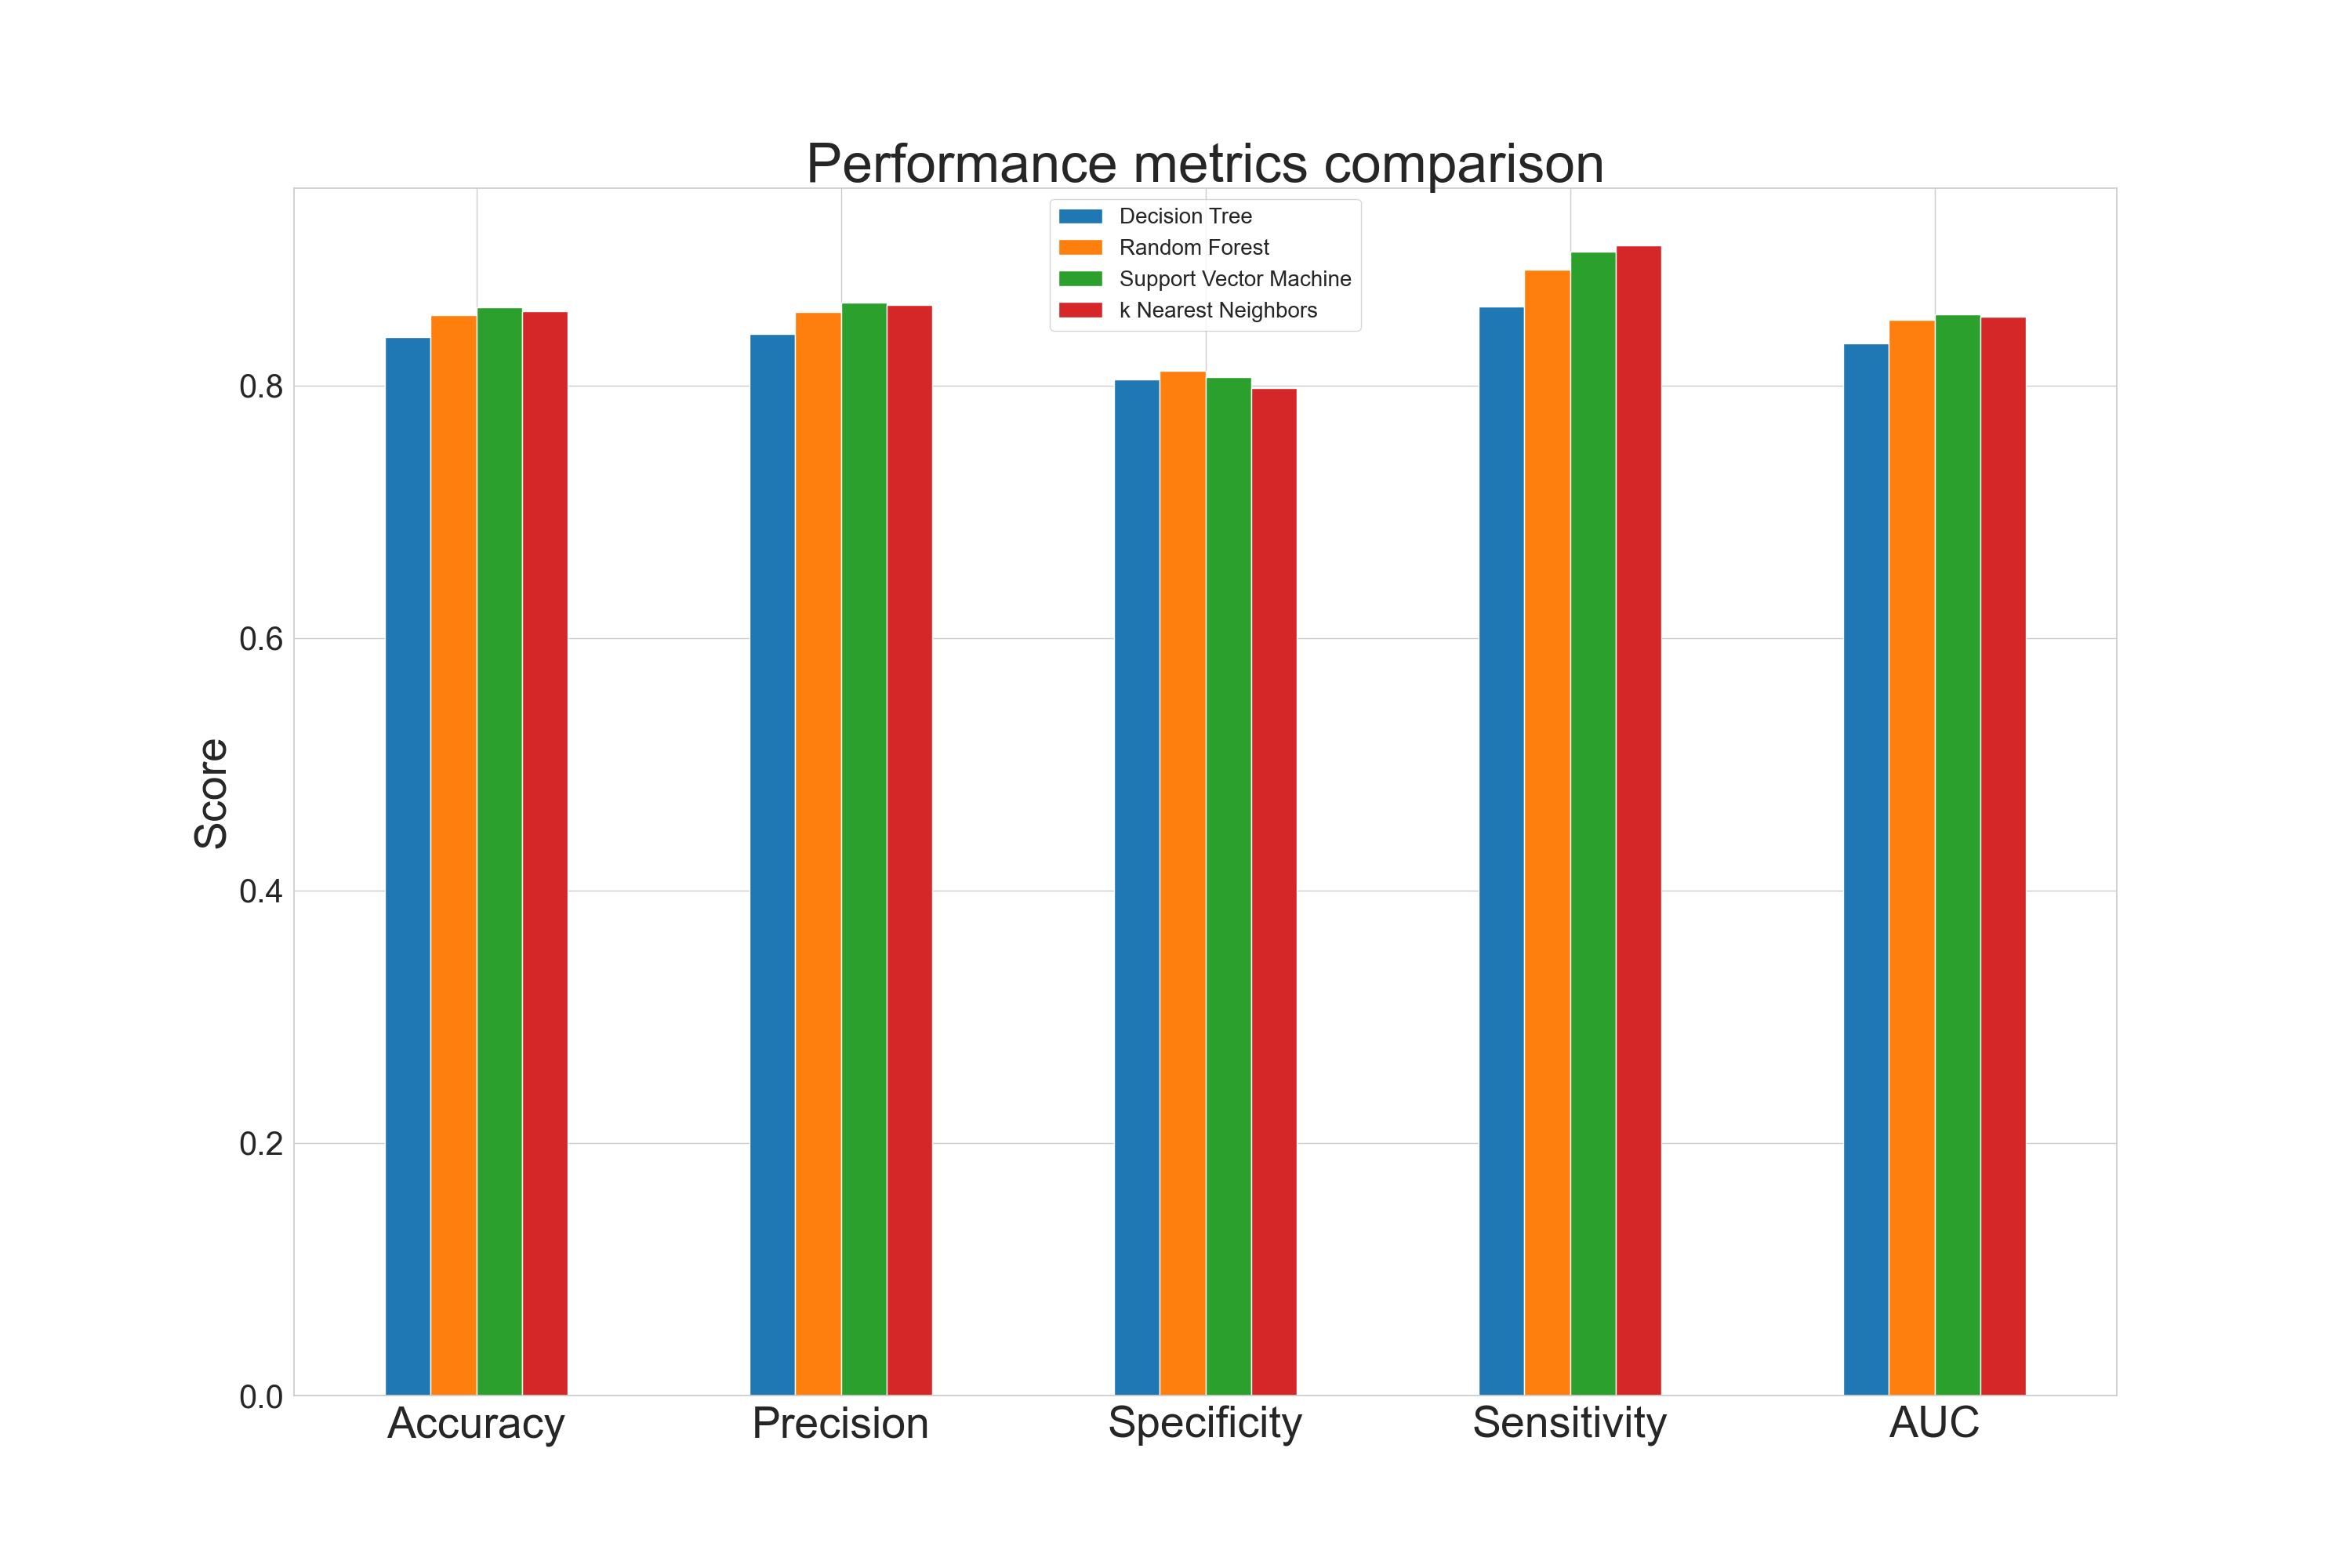 Performance metrics comparison
Decision Tree
Random Forest
Support Vector Machine
k Nearest Neighbors
0.8
0.6
0.4
0.2
0.0
Score
Accuracy
Precision
Specificity
Sensitivity
AUC